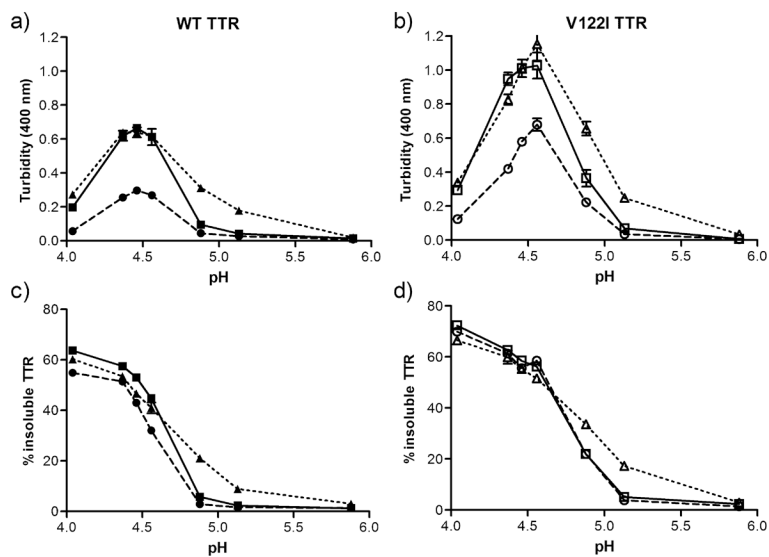 a) WT TTR
Turbidity (400 nm)
1.2
1.0
0.8
0.6
0.4
0.2
0.0
4.0 4.5 5.0 5.5 6.0
pH
b) V122I TTR
Turbidity (400 nm)
1.2
1.0
0.8
0.6
0.4
0.2
0.0
4.0 4.5 5.0 5.5 6.0
pH
c)
% insoluble TTR
80
60
40
20
0
4.0 4.5 5.0 5.5 6.0
pH
d)
% insoluble TTR
80
60
40
20
0
4.0 4.5 5.0 5.5 6.0
pH